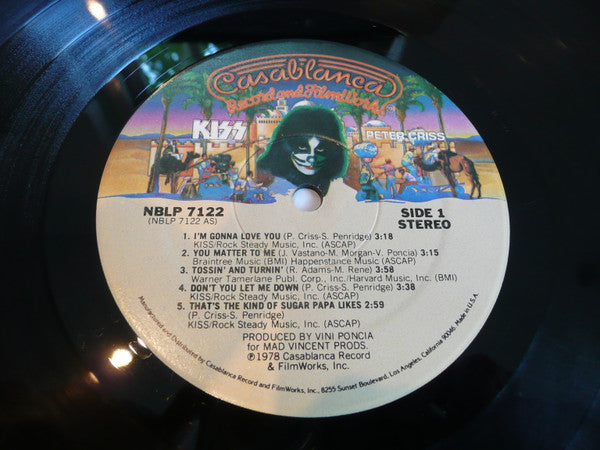 Casablanca
Record and FilmWorks
KISS
PETER CRISS
NBLP 7122
(NBLP 7122 AS)
SIDE 1
STEREO
1. I'M GONNA LOVE YOU (P. Criss-S. Penridge) 3:18
KISS/Rock Steady Music, Inc. (ASCAP)
2. YOU MATTER TO ME (J. Vastano-M. Morgan-V. Poncia) 3:15
Braintree Music (BMI) Happenstance Music (ASCAP)
3. TOSSIN' AND TURNIN' (R. Adams-M. Rene) 3:58
Warner Tamerlane Publ. Corp., Inc./Harvard Music, Inc. (BMI)
4. DON'T YOU LET ME DOWN (P. Criss-S. Penridge) 3:38
KISS/Rock Steady Music, Inc. (ASCAP)
5. THAT'S THE KIND OF SUGAR PAPA LIKES 2:59
(P. Criss-S. Penridge)
KISS/Rock Steady Music, Inc. (ASCAP)
PRODUCED BY VINI PONCIA
for MAD VINCENT PRODS.
℗1978 Casablanca Record
& FilmWorks, Inc.
Manufactured and Distributed by Casablanca Record and FilmWorks, Inc., 8255 Sunset Boulevard, Los Angeles, California 90046. Made in U.S.A.